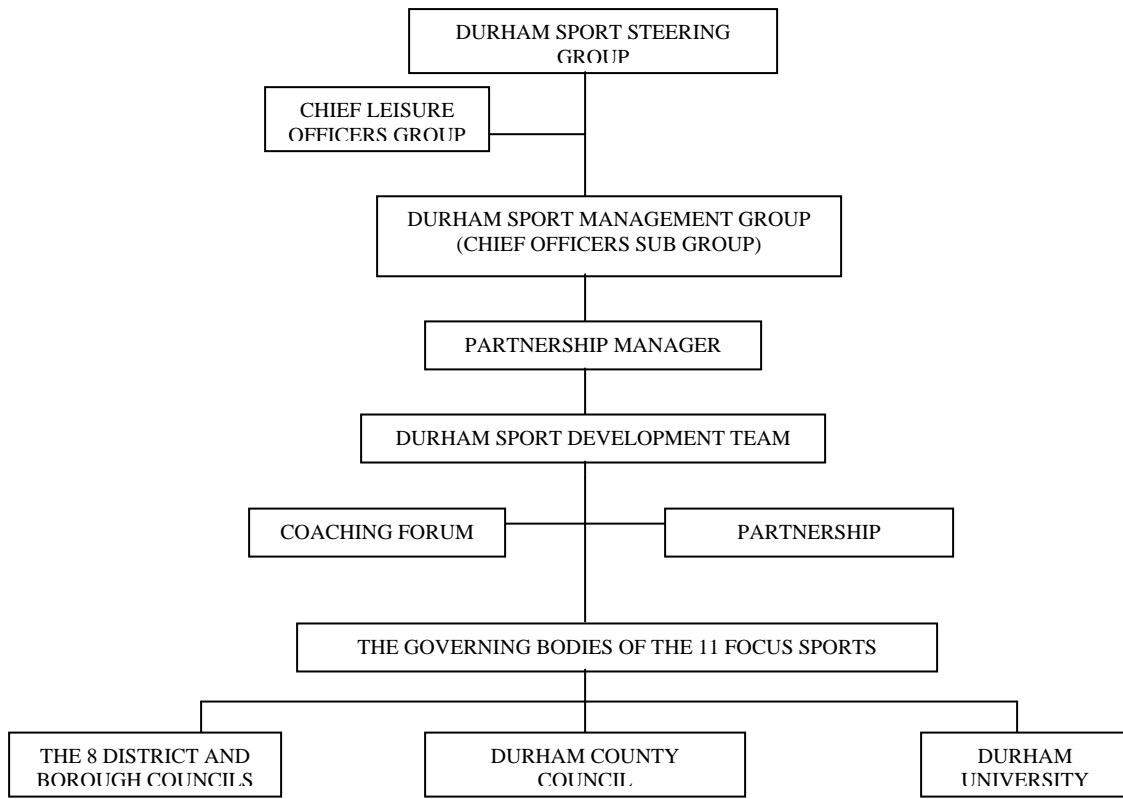 DURHAM SPORT STEERING
GROUP
CHIEF LEISURE
OFFICERS GROUP
DURHAM SPORT MANAGEMENT GROUP
(CHIEF OFFICERS SUB GROUP)
PARTNERSHIP MANAGER
DURHAM SPORT DEVELOPMENT TEAM
COACHING FORUM
PARTNERSHIP
THE GOVERNING BODIES OF THE 11 FOCUS SPORTS
THE 8 DISTRICT AND
BOROUGH COUNCILS
DURHAM COUNTY
COUNCIL
DURHAM
UNIVERSITY